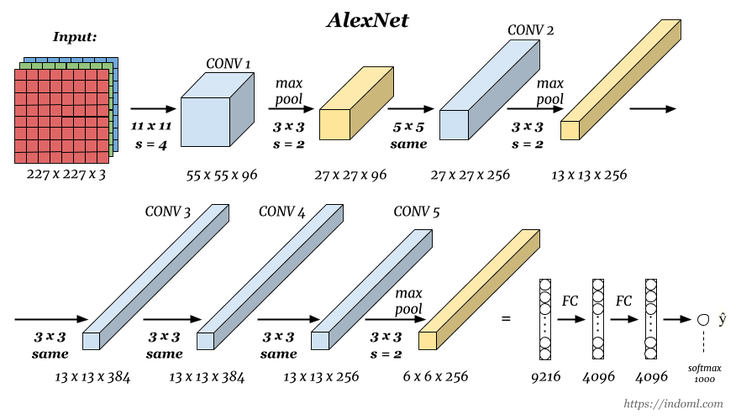 AlexNet
Input:
CONV 1
CONV 2
max
pool
max
pool
11 x 11
s = 4
3 x 3
s = 2
5 x 5
same
3 x 3
s = 2
227 x 227 x 3
55 x 55 x 96
27 x 27 x 96
27 x 27 x 256
13 x 13 x 256
CONV 3
CONV 4
CONV 5
max
pool
=
FC
FC
ŷ
3 x 3
same
3 x 3
same
3 x 3
same
3 x 3
s = 2
13 x 13 x 384
13 x 13 x 384
13 x 13 x 256
6 x 6 x 256
9216
4096
4096
softmax
1000
https://indoml.com